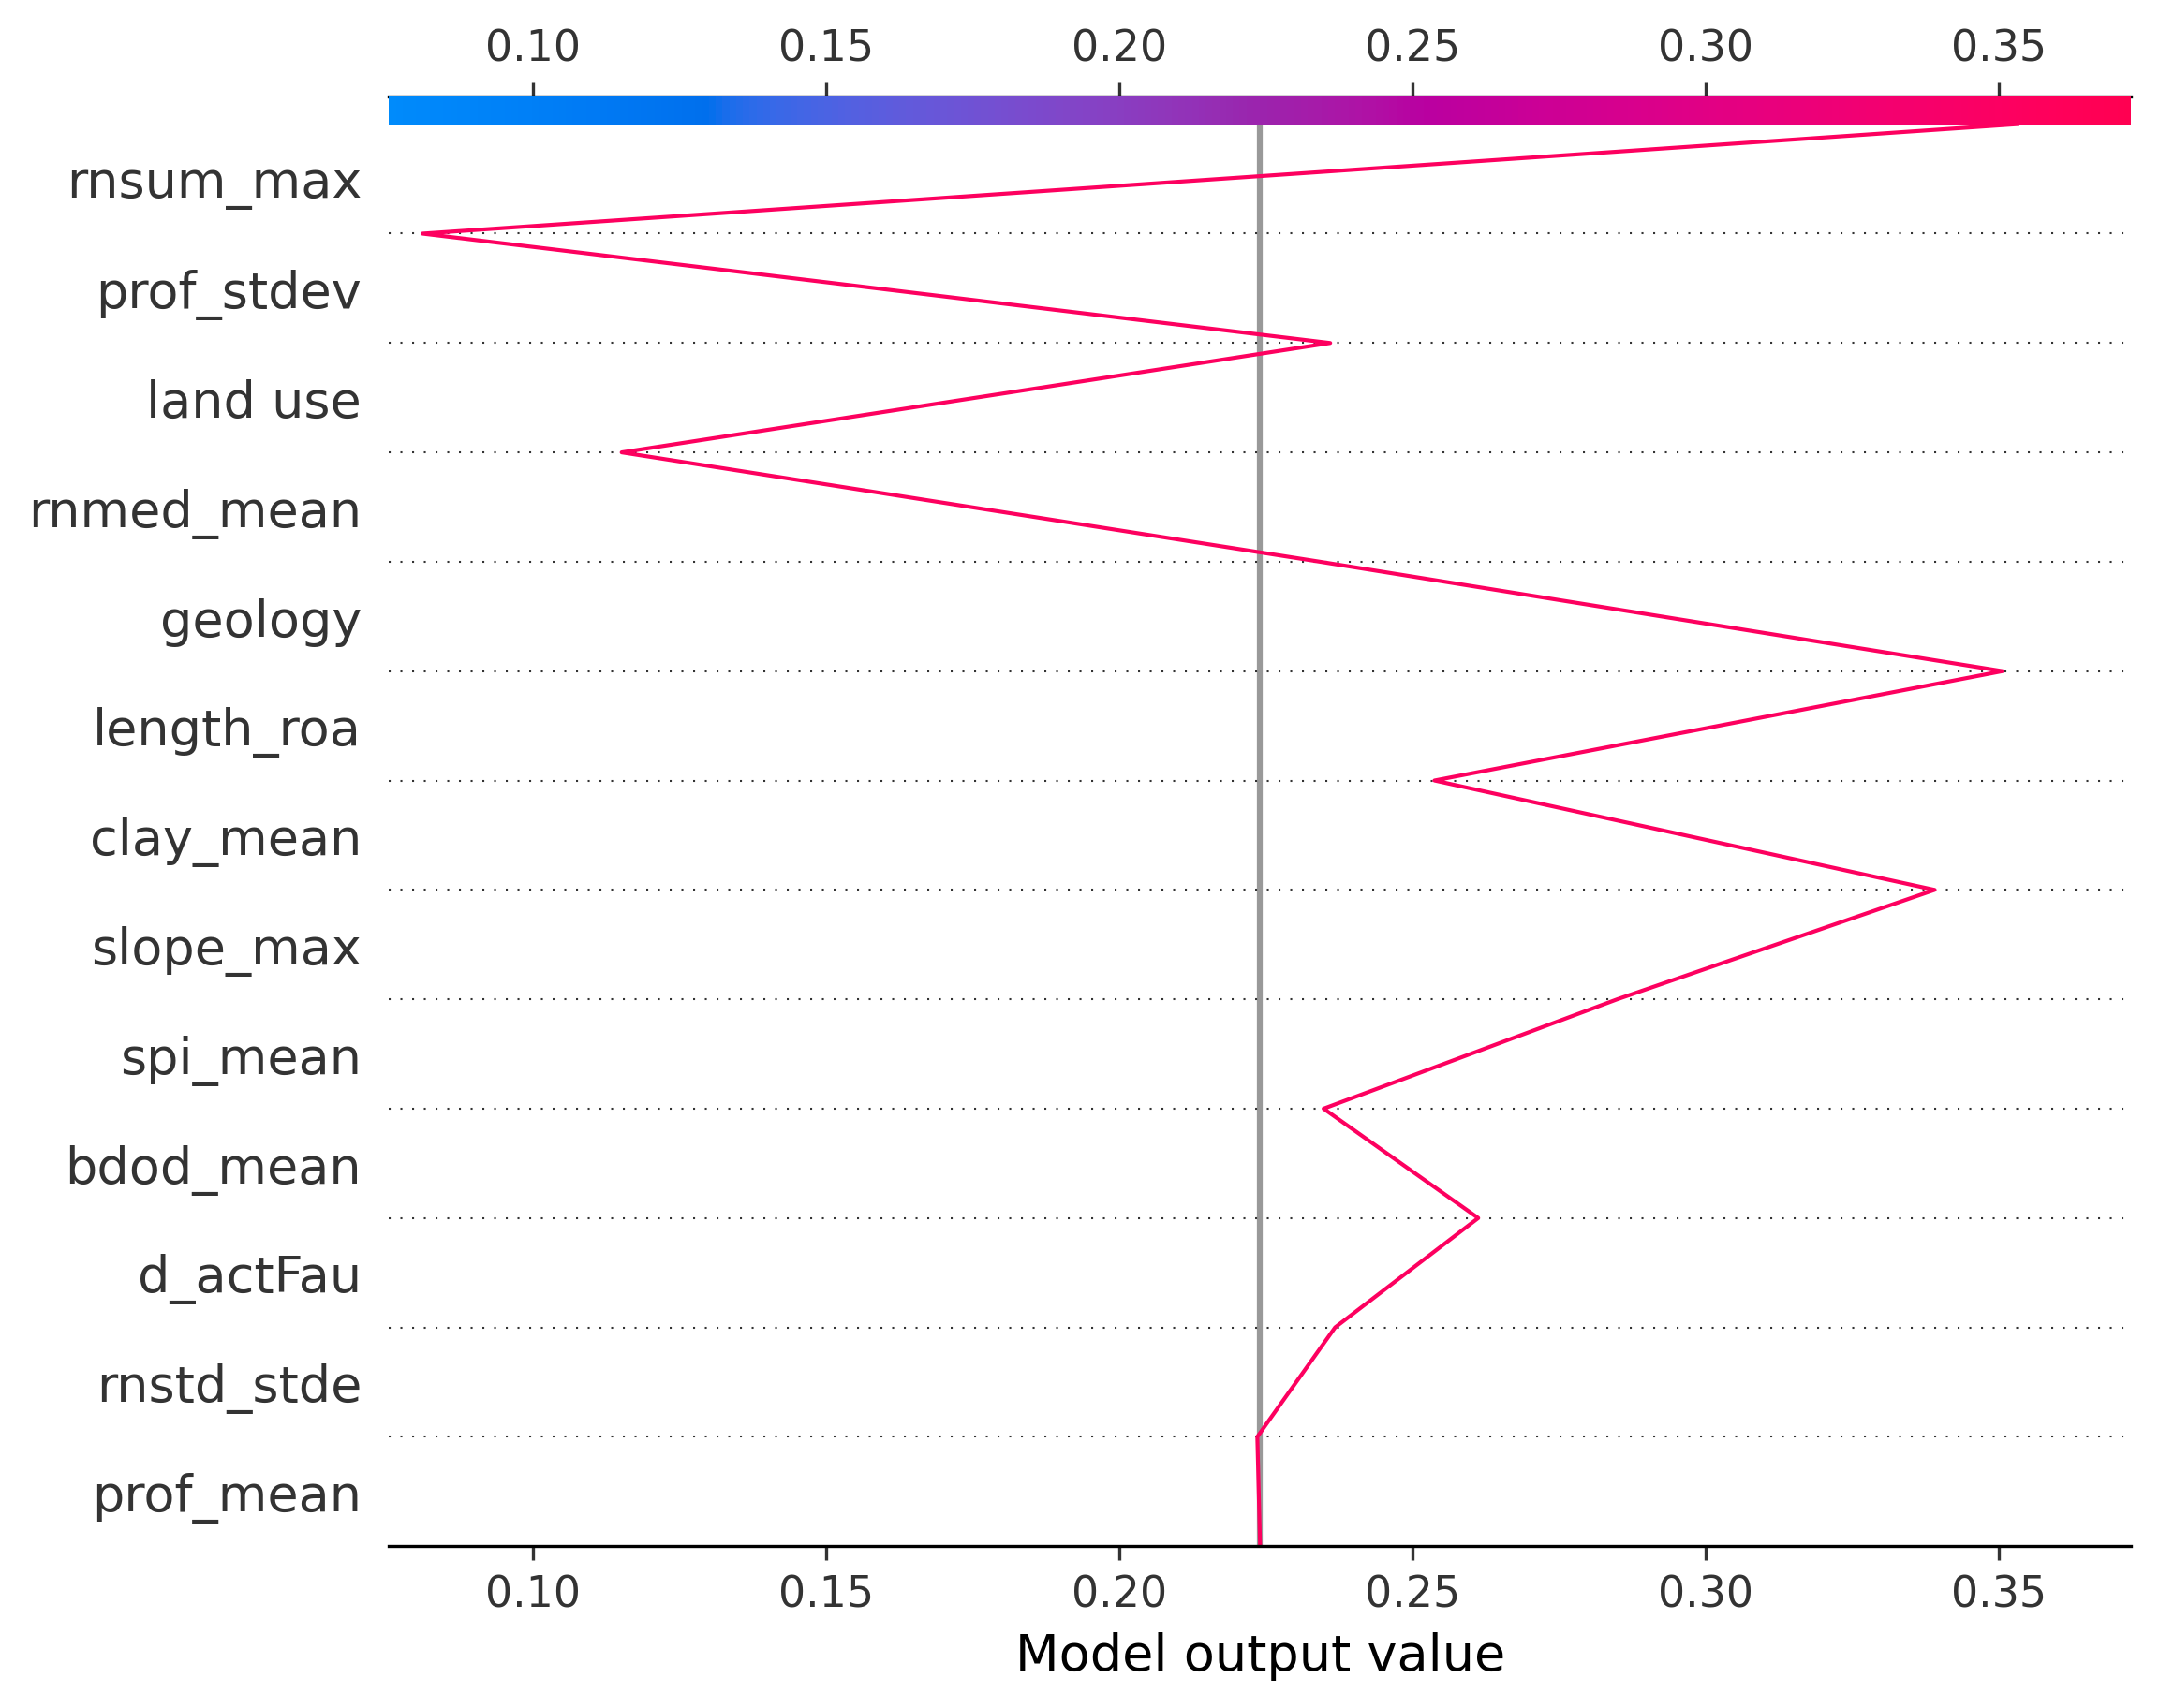 0.10 0.15 0.20 0.25 0.30 0.35
rnsum_max
prof_stdev
land use
rnmed_mean
geology
length_roa
clay_mean
slope_max
spi_mean
bdod_mean
d_actFau
rnstd_stde
prof_mean
0.10 0.15 0.20 0.25 0.30 0.35
Model output value